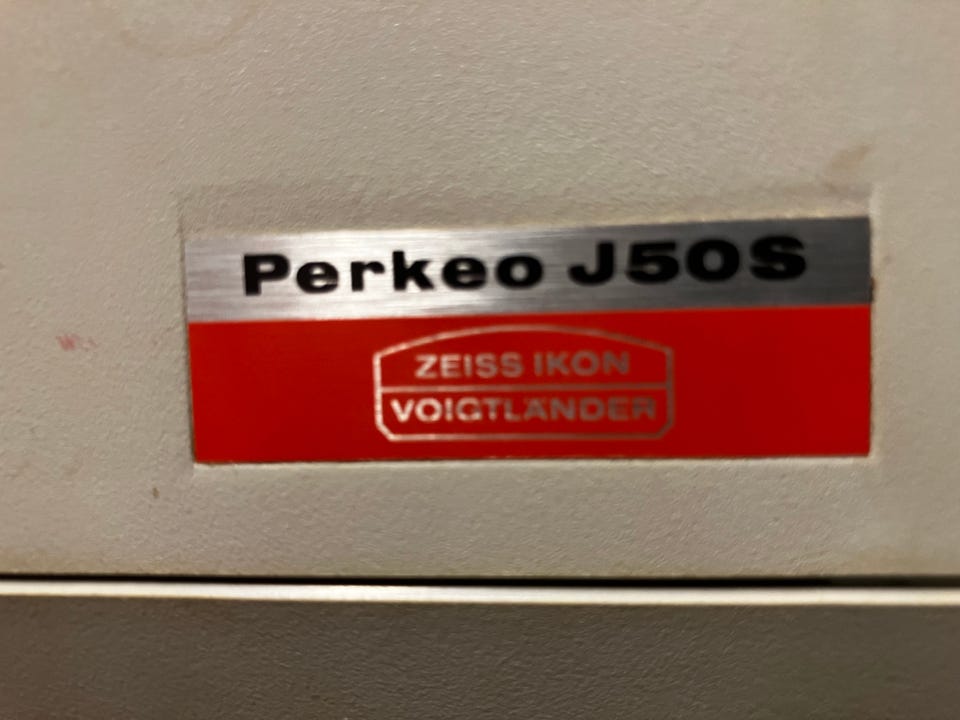 Perkeo J50S
ZEISS IKON
VOIGTLÄNDER